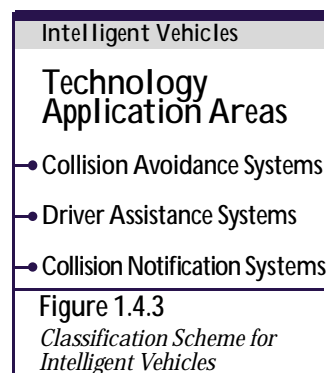 Intelligent Vehicles
Technology
Application Areas
Collision Avoidance Systems
Driver Assistance Systems
Collision Notification Systems
Figure 1.4.3
Classification Scheme for
Intelligent Vehicles